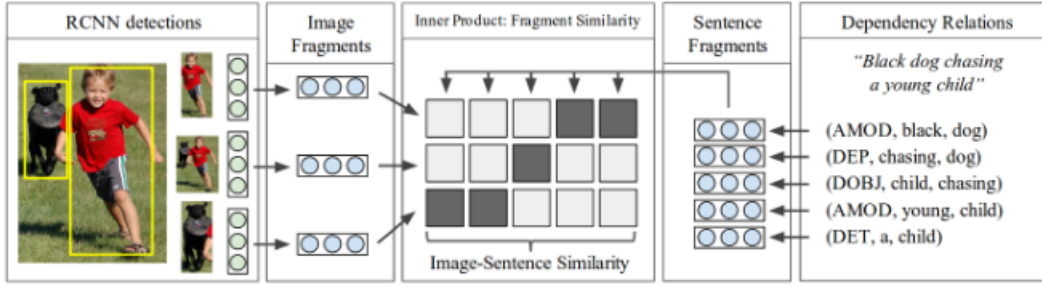 RCNN detections
Image
Fragments
Inner Product: Fragment Similarity
Image-Sentence Similarity
Sentence
Fragments
Dependency Relations
“Black dog chasing
a young child”
(AMOD, black, dog)
(DEP, chasing, dog)
(DOBJ, child, chasing)
(AMOD, young, child)
(DET, a, child)